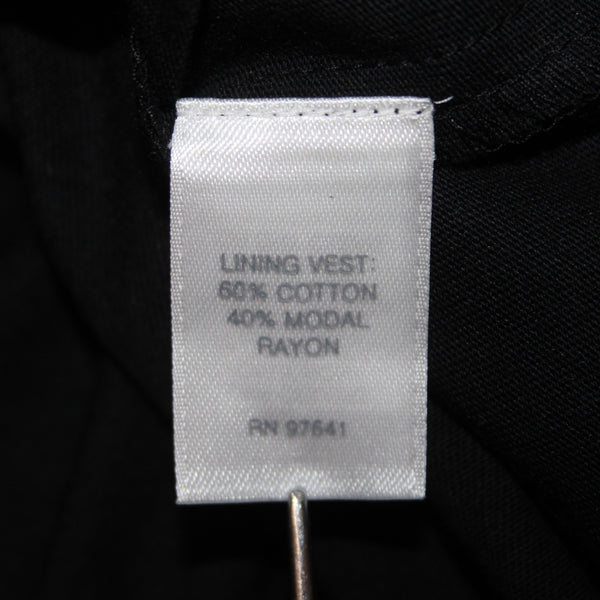 LINING VEST:
60% COTTON
40% MODAL
RAYON
RN 97641